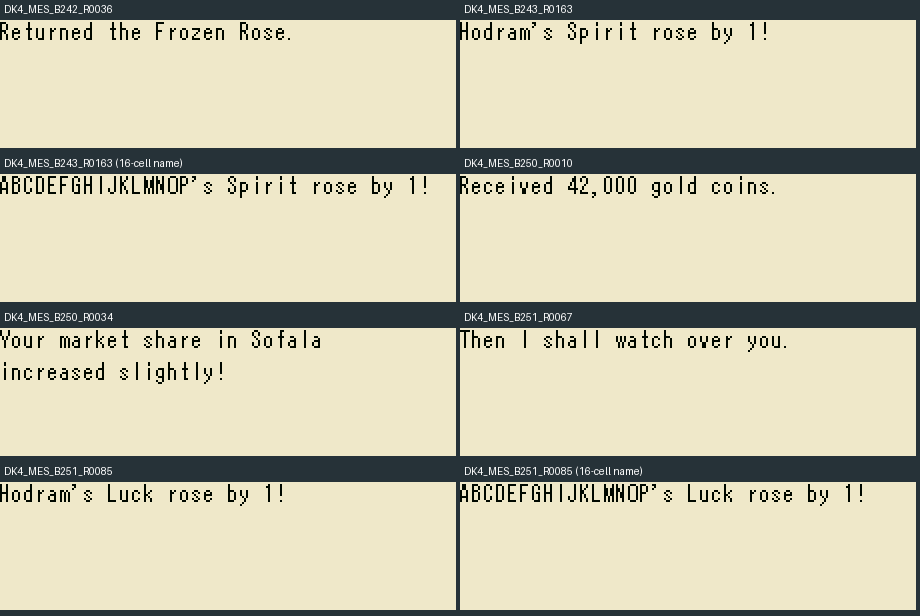 DK4_MES_B242_R0036
Returned the Frozen Rose.
DK4_MES_B243_R0163
Hodram's Spirit rose by 1!
DK4_MES_B243_R0163 (16-cell name)
ABCDEFGHIJKLMNOP's Spirit rose by 1!
DK4_MES_B250_R0010
Received 42,000 gold coins.
DK4_MES_B250_R0034
Your market share in Sofala
increased slightly!
DK4_MES_B251_R0067
Then I shall watch over you.
DK4_MES_B251_R0085
Hodram's Luck rose by 1!
DK4_MES_B251_R0085 (16-cell name)
ABCDEFGHIJKLMNOP's Luck rose by 1!